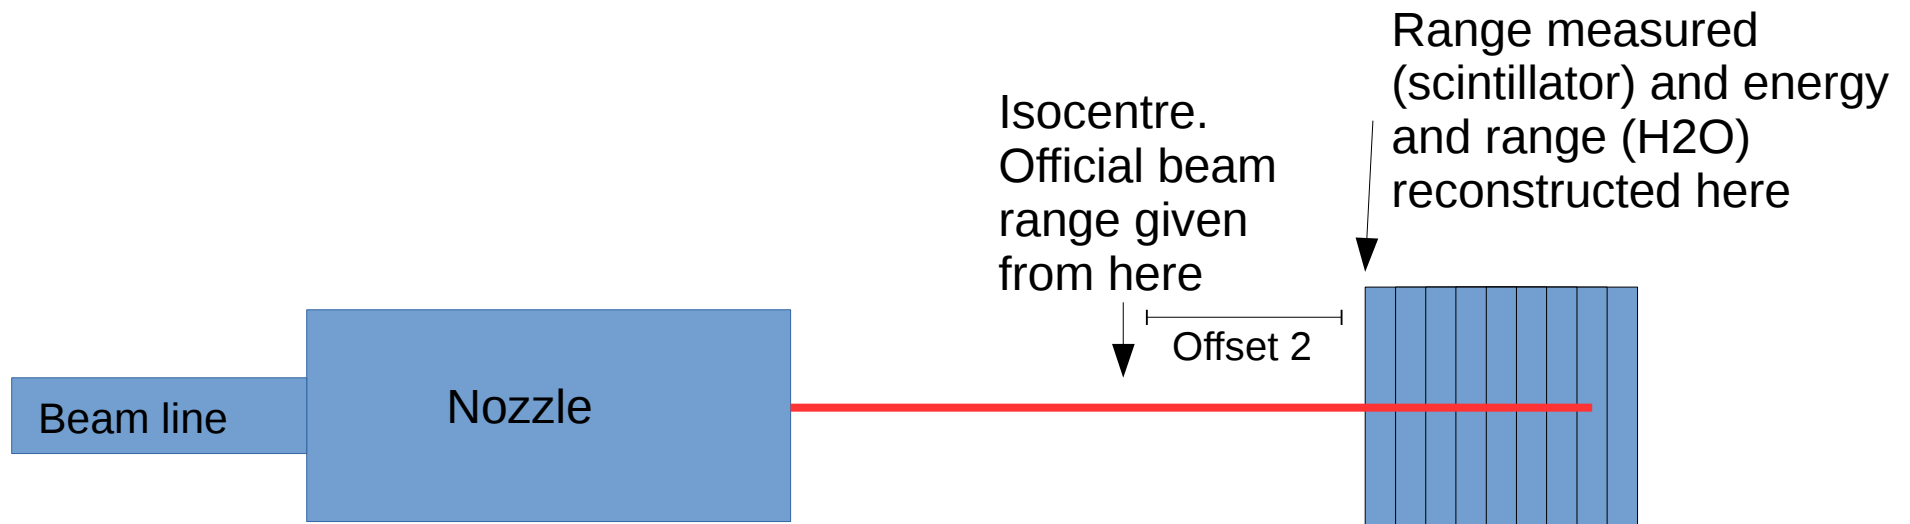 Range measured
(scintillator) and energy
and range (H2O)
reconstructed here
Isocentre.
Official beam
range given
from here
Offset 2
Nozzle
Beam line